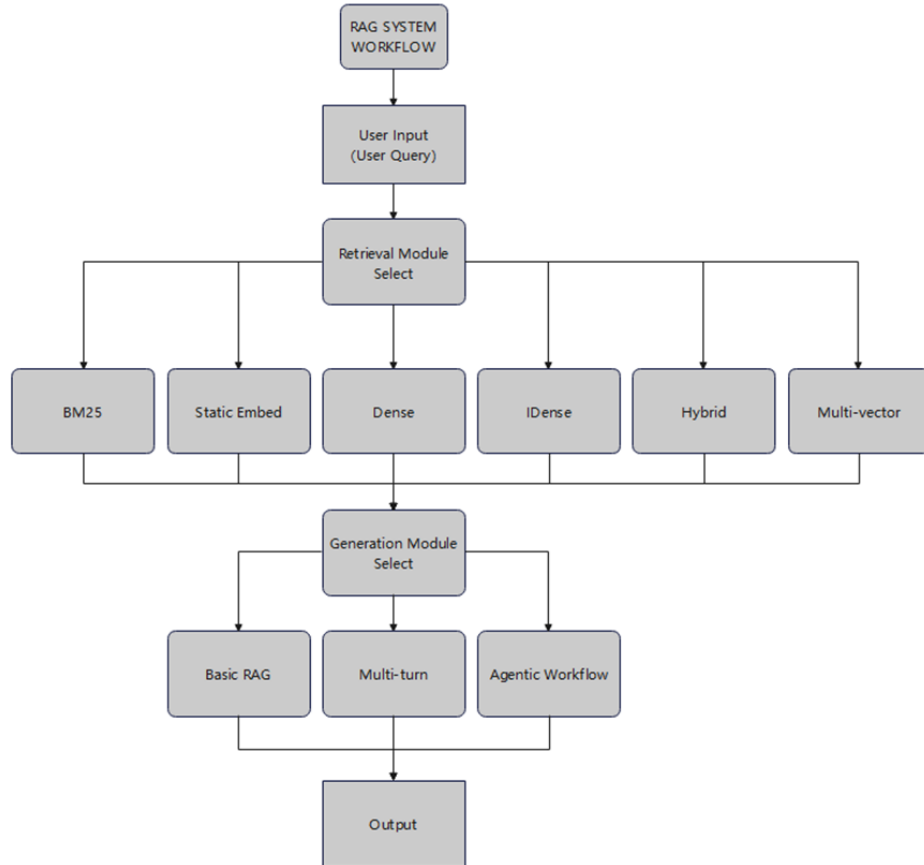 RAG SYSTEM
WORKFLOW
User Input
(User Query)
Retrieval Module
Select
BM25
Static Embed
Dense
IDense
Hybrid
Multi-vector
Generation Module
Select
Basic RAG
Multi-turn
Agentic Workflow
Output